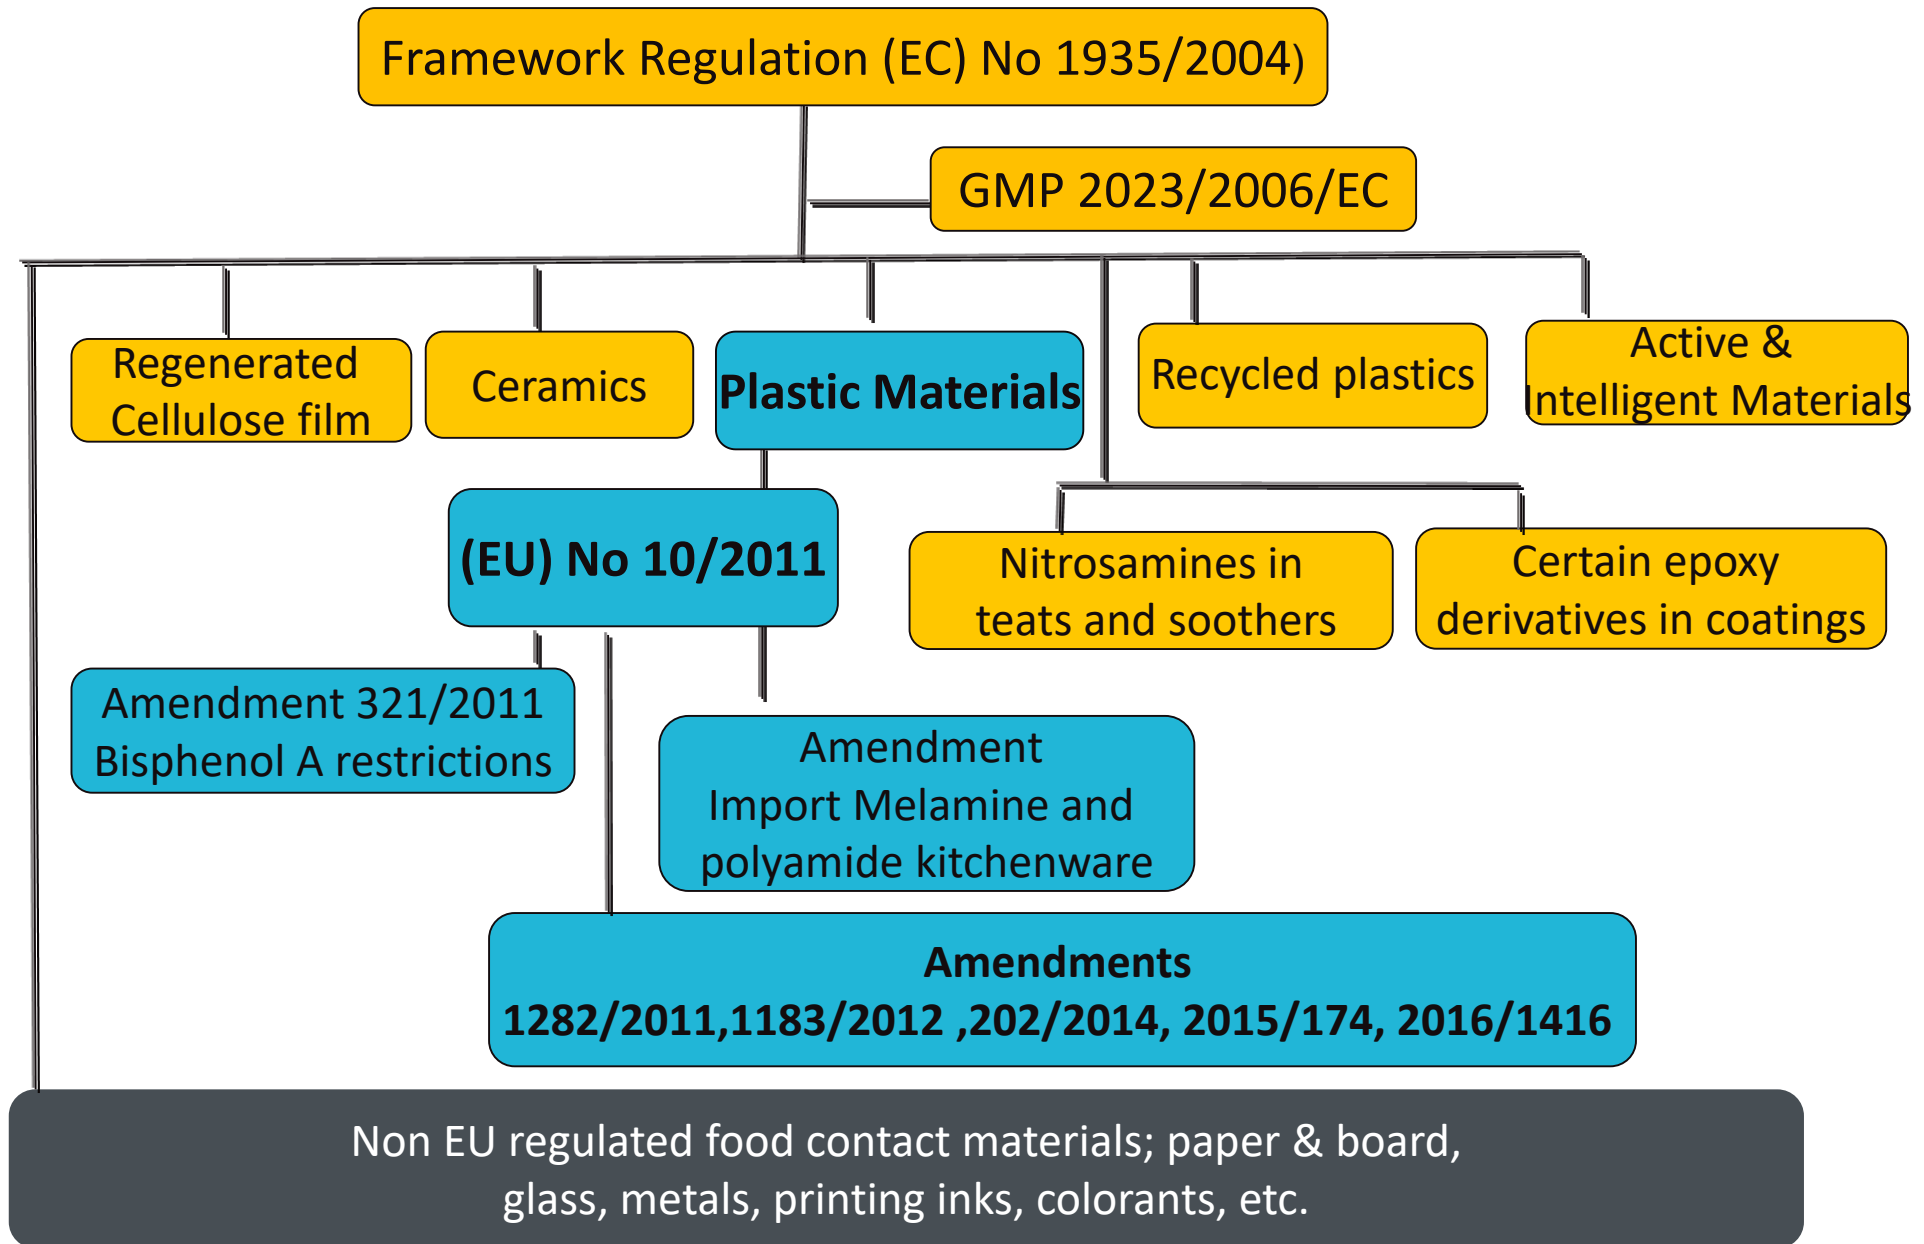 Framework Regulation (EC) No 1935/2004)
GMP 2023/2006/EC
Regenerated
Cellulose film
Ceramics
Plastic Materials
Recycled plastics
Active &
Intelligent Materials
(EU) No 10/2011
Nitrosamines in
teats and soothers
Certain epoxy
derivatives in coatings
Amendment 321/2011
Bisphenol A restrictions
Amendment
Import Melamine and
polyamide kitchenware
Amendments
1282/2011,1183/2012 ,202/2014, 2015/174, 2016/1416
Non EU regulated food contact materials; paper & board,
glass, metals, printing inks, colorants, etc.